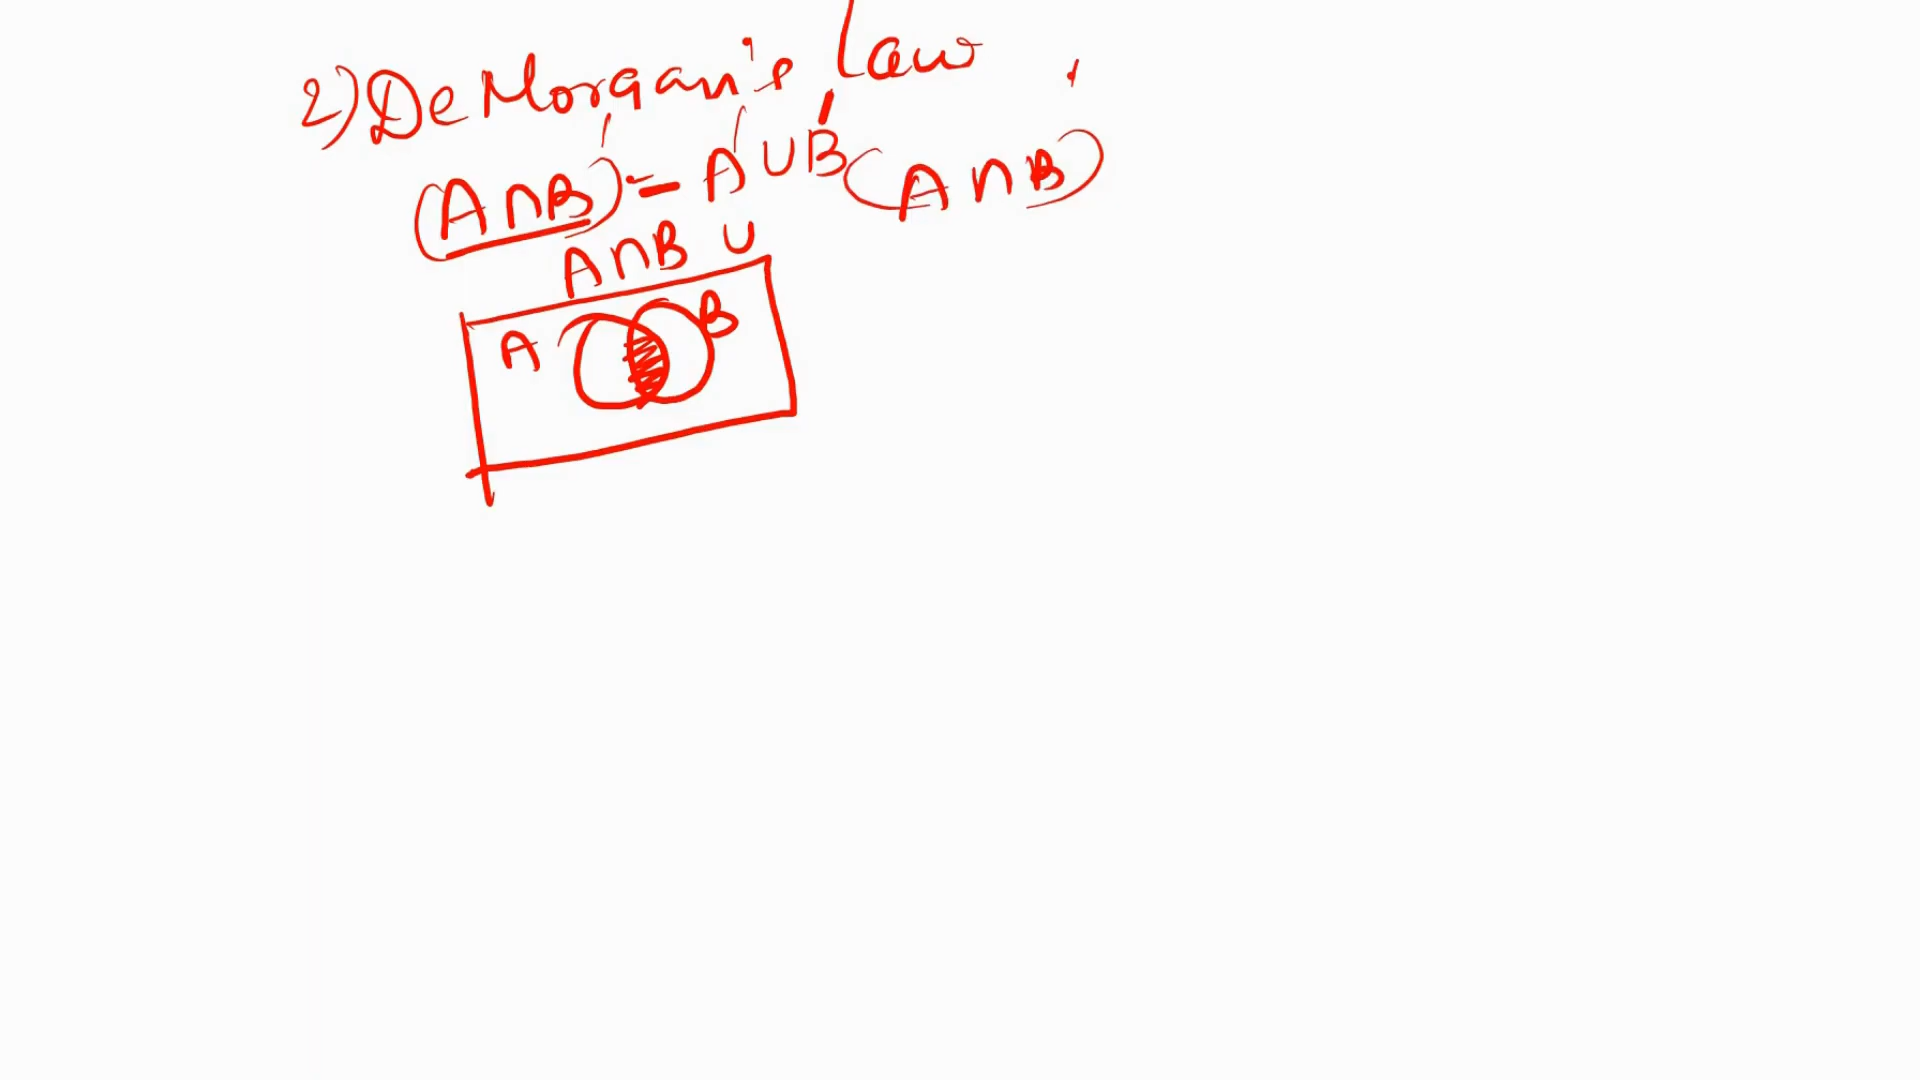 2) De Morgan's Law
(A∩B)' = A'∪B' (A∩B)'
A∩B U
A B